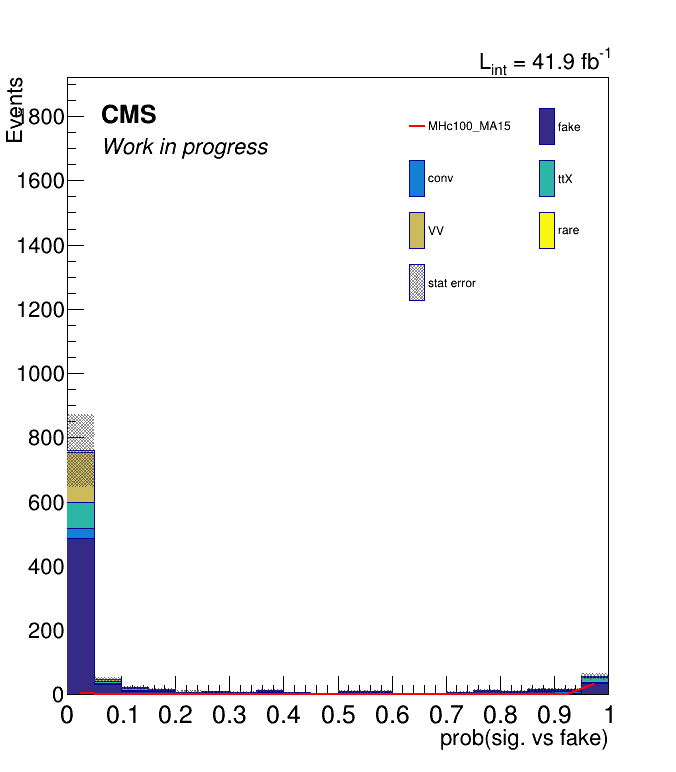 L_int = 41.9 fb^-1
Events
CMS
Work in progress
MHc100_MA15
fake
conv
ttX
VV
rare
stat error
1800
1600
1400
1200
1000
800
600
400
200
0
0 0.1 0.2 0.3 0.4 0.5 0.6 0.7 0.8 0.9 1
prob(sig. vs fake)